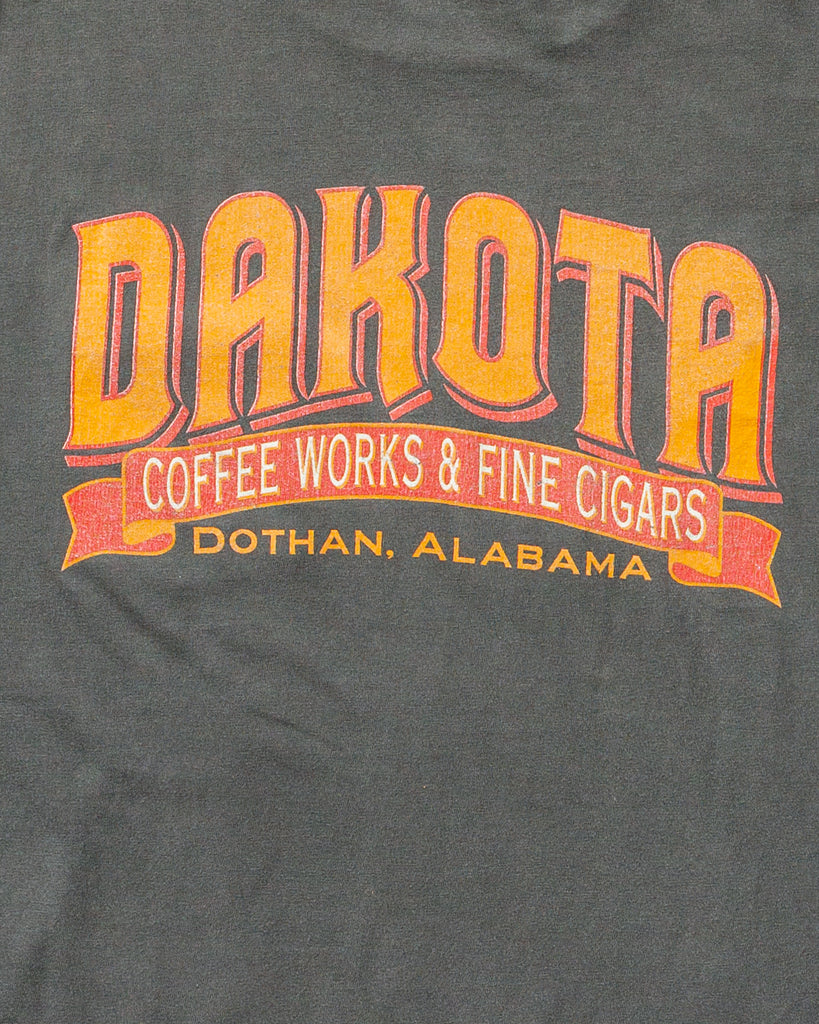 DAKOTA
COFFEE WORKS & FINE CIGARS
DOTHAN, ALABAMA